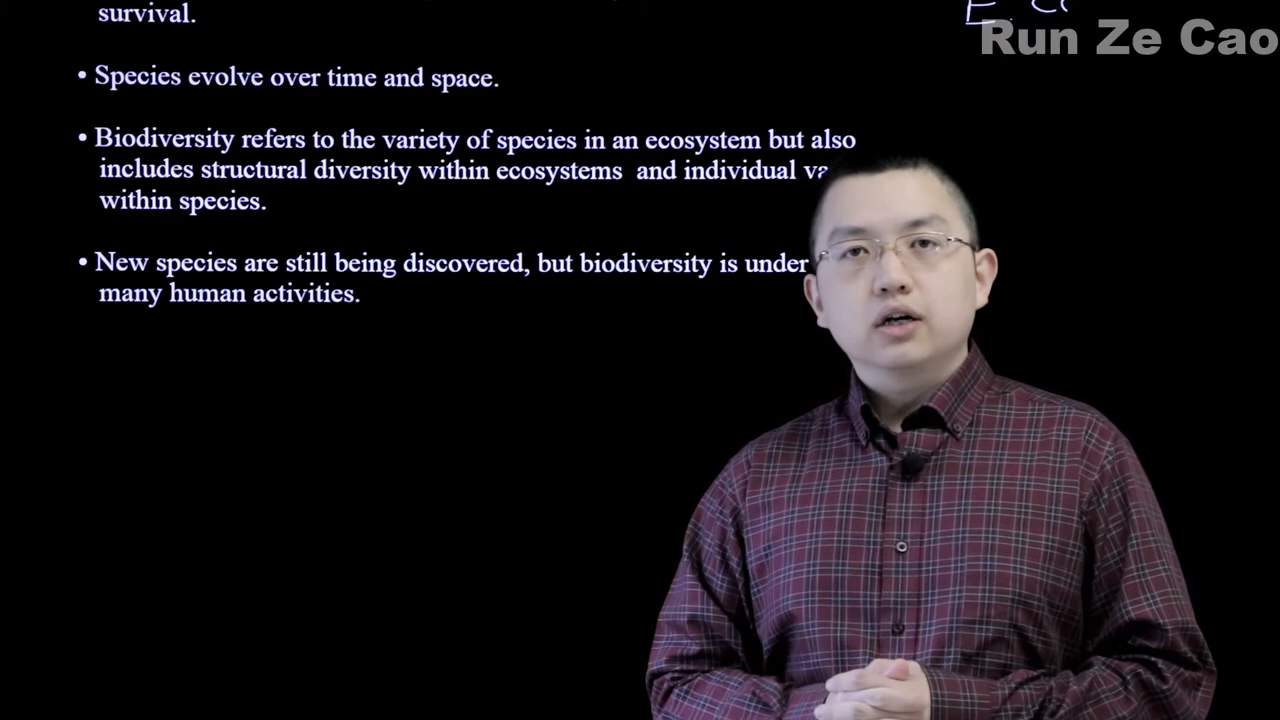 survival.
E. c
Run Ze Cao
• Species evolve over time and space.
• Biodiversity refers to the variety of species in an ecosystem but also
includes structural diversity within ecosystems and individual va
within species.
• New species are still being discovered, but biodiversity is under
many human activities.